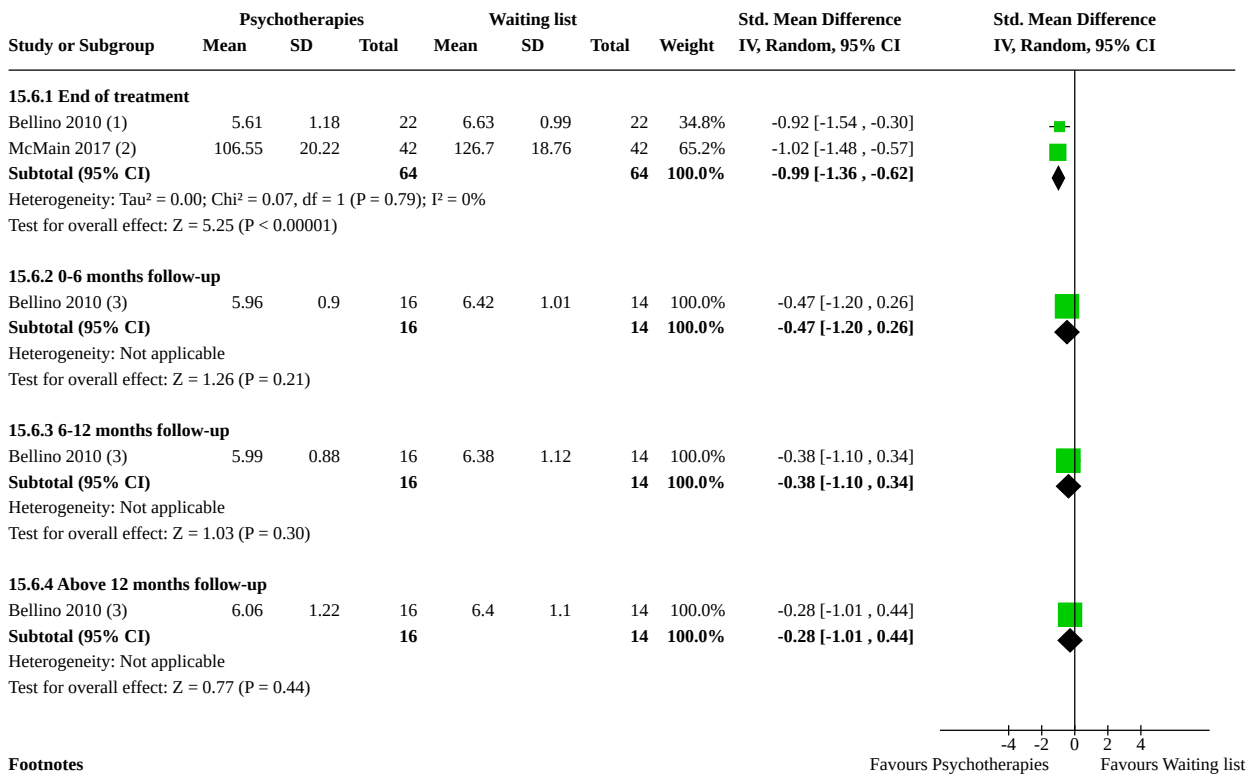 Psychotherapies Waiting list Std. Mean Difference Std. Mean Difference
Study or Subgroup Mean SD Total Mean SD Total Weight IV, Random, 95% CI IV, Random, 95% CI
15.6.1 End of treatment
Bellino 2010 (1) 5.61 1.18 22 6.63 0.99 22 34.8% -0.92 [-1.54 , -0.30]
McMain 2017 (2) 106.55 20.22 42 126.7 18.76 42 65.2% -1.02 [-1.48 , -0.57]
Subtotal (95% CI) 64 64 100.0% -0.99 [-1.36 , -0.62]
Heterogeneity: Tau² = 0.00; Chi² = 0.07, df = 1 (P = 0.79); I² = 0%
Test for overall effect: Z = 5.25 (P < 0.00001)
15.6.2 0-6 months follow-up
Bellino 2010 (3) 5.96 0.9 16 6.42 1.01 14 100.0% -0.47 [-1.20 , 0.26]
Subtotal (95% CI) 16 14 100.0% -0.47 [-1.20 , 0.26]
Heterogeneity: Not applicable
Test for overall effect: Z = 1.26 (P = 0.21)
15.6.3 6-12 months follow-up
Bellino 2010 (3) 5.99 0.88 16 6.38 1.12 14 100.0% -0.38 [-1.10 , 0.34]
Subtotal (95% CI) 16 14 100.0% -0.38 [-1.10 , 0.34]
Heterogeneity: Not applicable
Test for overall effect: Z = 1.03 (P = 0.30)
15.6.4 Above 12 months follow-up
Bellino 2010 (3) 6.06 1.22 16 6.4 1.1 14 100.0% -0.28 [-1.01 , 0.44]
Subtotal (95% CI) 16 14 100.0% -0.28 [-1.01 , 0.44]
Heterogeneity: Not applicable
Test for overall effect: Z = 0.77 (P = 0.44)
-4 -2 0 2 4
Footnotes Favours Psychotherapies Favours Waiting list